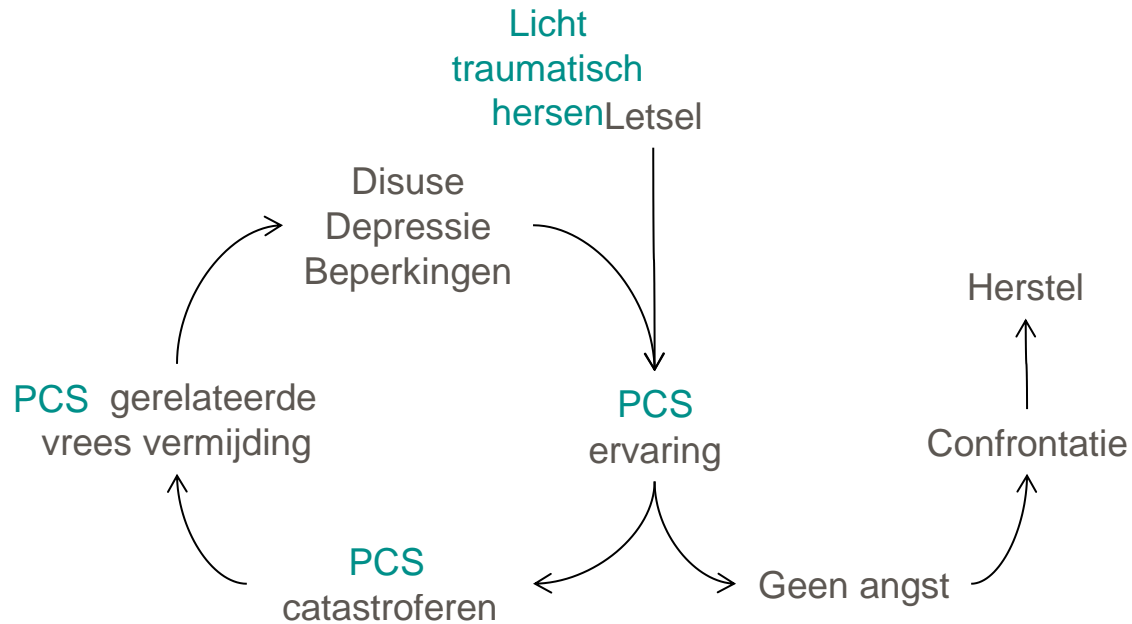 Licht
traumatisch
hersenLetsel
Disuse
Depressie
Beperkingen
Herstel
PCS gerelateerde
vrees vermijding
PCS
ervaring
Confrontatie
PCS
catastroferen
Geen angst